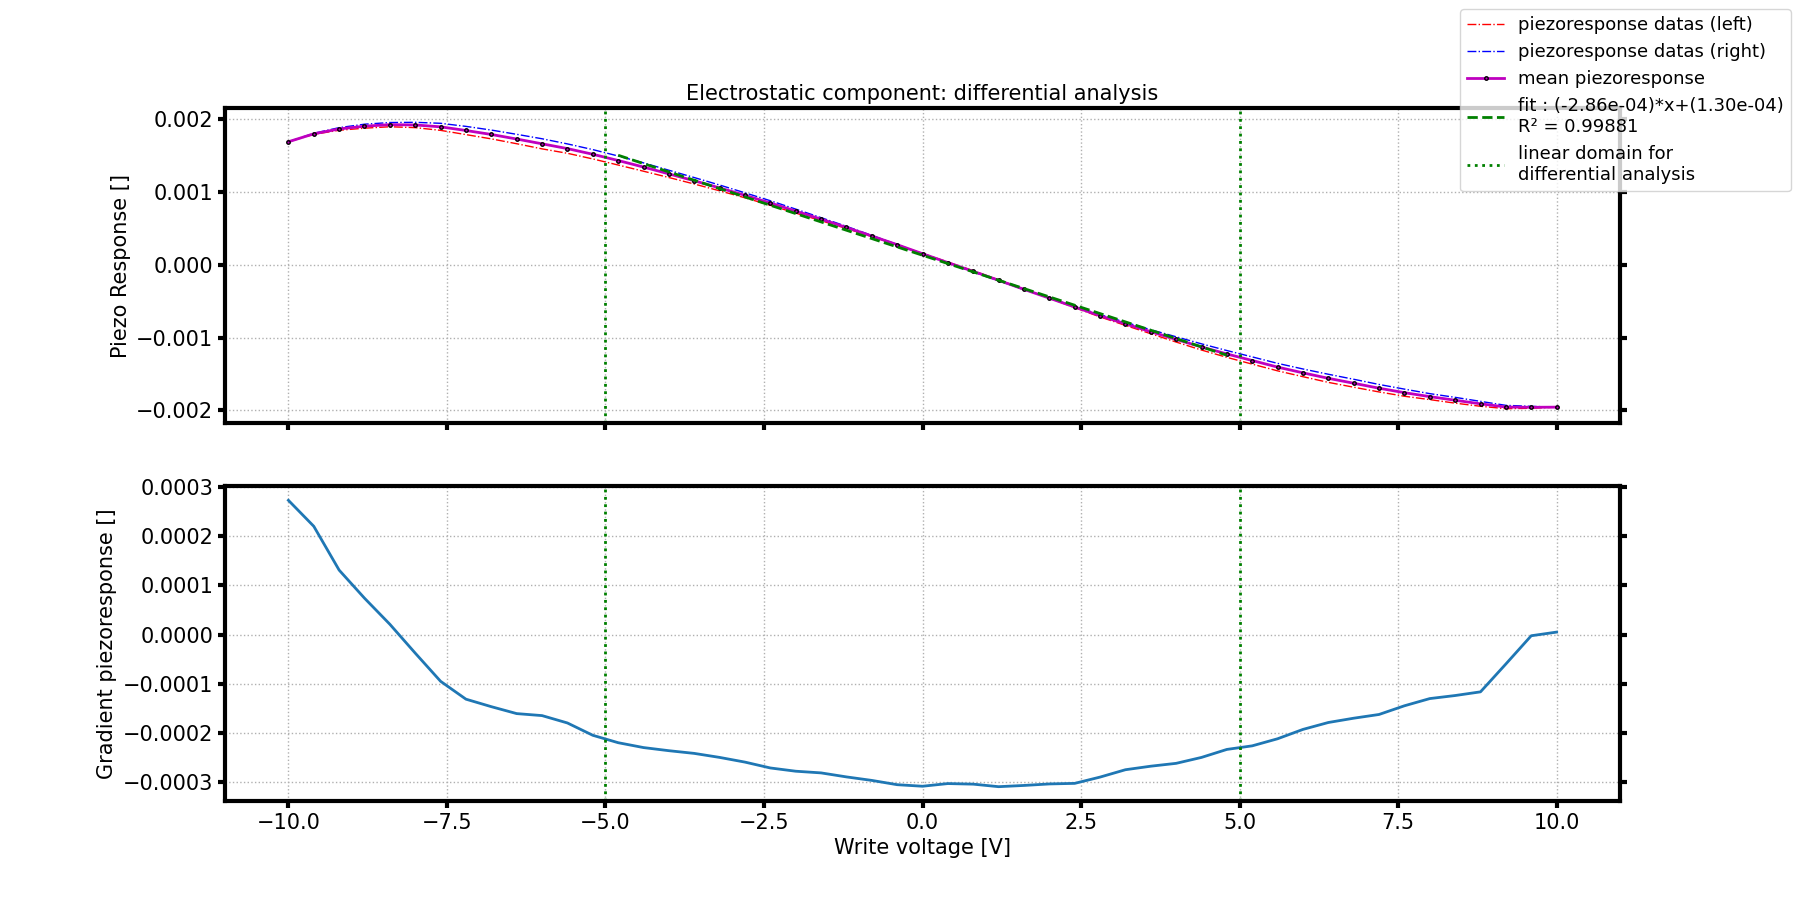 piezoresponse datas (left)
piezoresponse datas (right)
mean piezoresponse
fit : (-2.86e-04)*x+(1.30e-04)
R² = 0.99881
linear domain for
differential analysis
Electrostatic component: differential analysis
0.002
0.001
0.000
−0.001
−0.002
Piezo Response []
0.0003
0.0002
0.0001
0.0000
−0.0001
−0.0002
−0.0003
Gradient piezoresponse []
−10.0 −7.5 −5.0 −2.5 0.0 2.5 5.0 7.5 10.0
Write voltage [V]